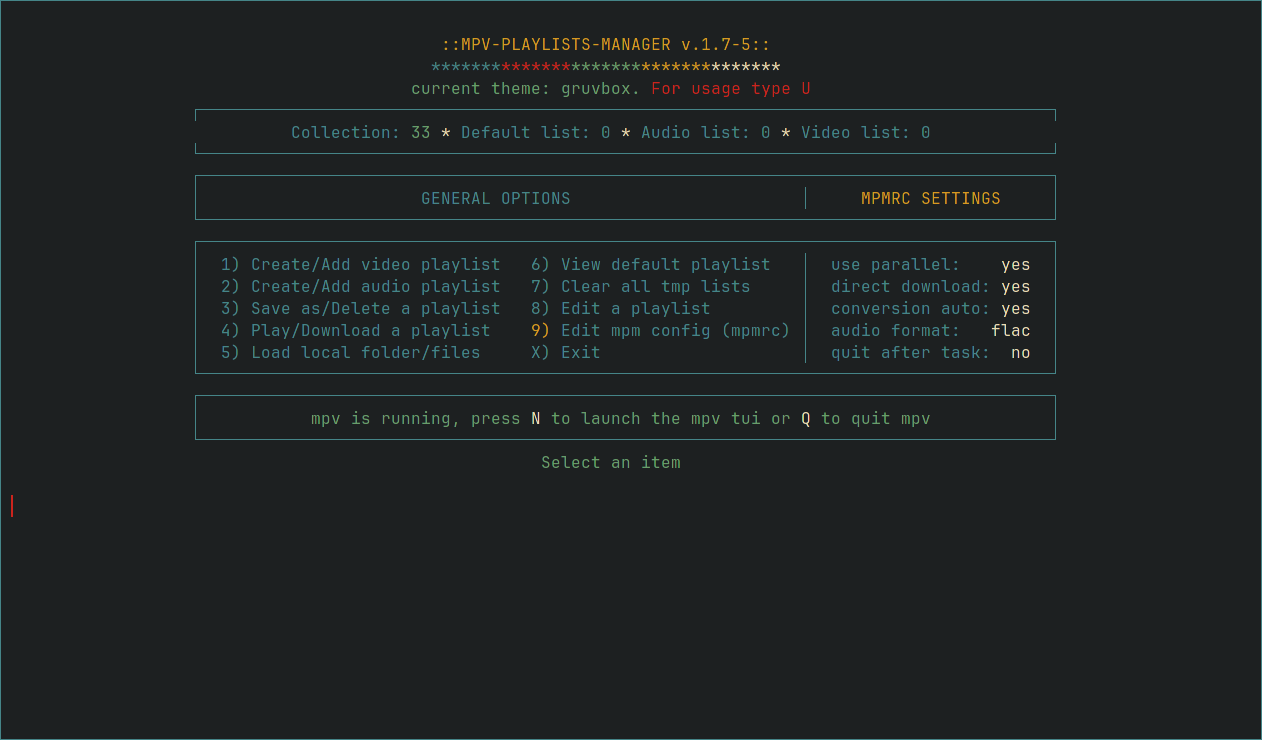 ::MPV-PLAYLISTS-MANAGER v.1.7-5::
***********************************
current theme: gruvbox. For usage type U
Collection: 33 * Default list: 0 * Audio list: 0 * Video list: 0
GENERAL OPTIONS MPMRC SETTINGS
1) Create/Add video playlist 6) View default playlist use parallel: yes
2) Create/Add audio playlist 7) Clear all tmp lists direct download: yes
3) Save as/Delete a playlist 8) Edit a playlist conversion auto: yes
4) Play/Download a playlist 9) Edit mpm config (mpmrc) audio format: flac
5) Load local folder/files X) Exit quit after task: no
mpv is running, press N to launch the mpv tui or Q to quit mpv
Select an item